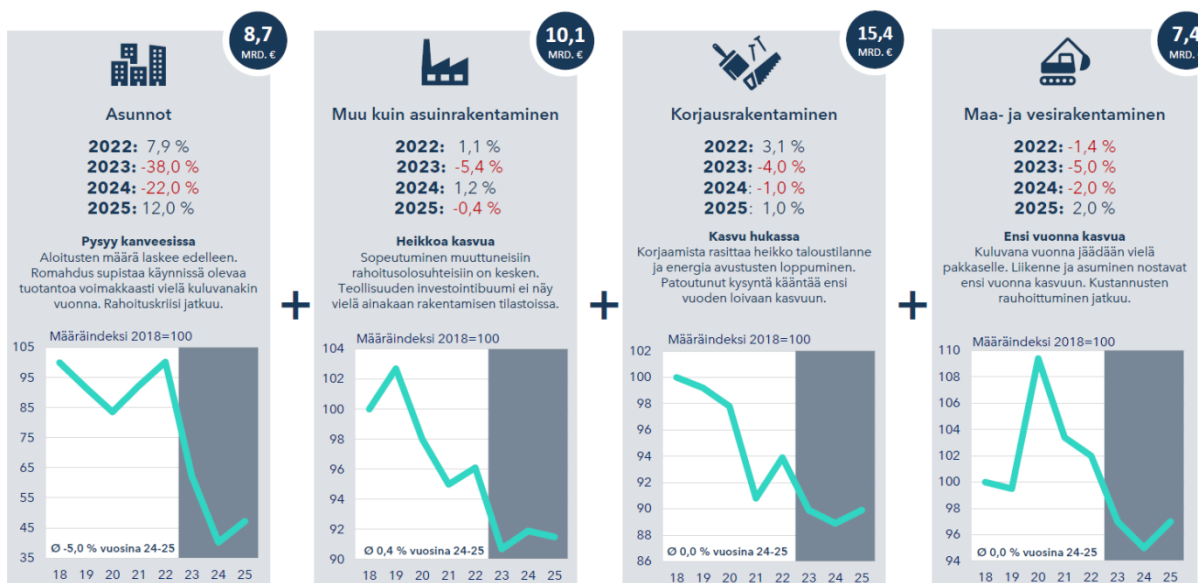 8,7
MRD. €
Asunnot
2022: 7,9 %
2023: -38,0 %
2024: -22,0 %
2025: 12,0 %
Pysyy kanveesissa
Aloitusten määrä laskee edelleen.
Romahdus supistaa käynnissä olevaa
tuotantoa voimakkaasti vielä kuluvanakin
vuonna. Rahoituskriisi jatkuu.
Määräindeksi 2018=100
105
95
85
75
65
55
45
35
Ø -5,0 % vuosina 24-25
18 19 20 21 22 23 24 25
+
10,1
MRD. €
Muu kuin asuinrakentaminen
2022: 1,1 %
2023: -5,4 %
2024: 1,2 %
2025: -0,4 %
Heikkoa kasvua
Sopeutuminen muuttuneisiin
rahoitusolosuhteisiin on kesken.
Teollisuuden investointibuumi ei näy
vielä ainakaan rakentamisen tilastoissa.
Määräindeksi 2018=100
104
102
100
98
96
94
92
90
Ø 0,4 % vuosina 24-25
18 19 20 21 22 23 24 25
+
15,4
MRD. €
Korjausrakentaminen
2022: 3,1 %
2023: -4,0 %
2024: -1,0 %
2025: 1,0 %
Kasvu hukassa
Korjaamista rasittaa heikko taloustilanne
ja energia avustusten loppuminen.
Patoutunut kysyntä kääntää ensi
vuoden loivaan kasvuun.
Määräindeksi 2018=100
102
100
98
96
94
92
90
88
86
Ø 0,0 % vuosina 24-25
18 19 20 21 22 23 24 25
+
7,4
MRD. €
Maa- ja vesirakentaminen
2022: -1,4 %
2023: -5,0 %
2024: -2,0 %
2025: 2,0 %
Ensi vuonna kasvua
Kuluvana vuonna jäädään vielä
pakkaselle. Liikenne ja asuminen nostavat
ensi vuonna kasvuun. Kustannusten
rauhoittuminen jatkuu.
Määräindeksi 2018=100
110
108
106
104
102
100
98
96
94
Ø 0,0 % vuosina 24-25
18 19 20 21 22 23 24 25